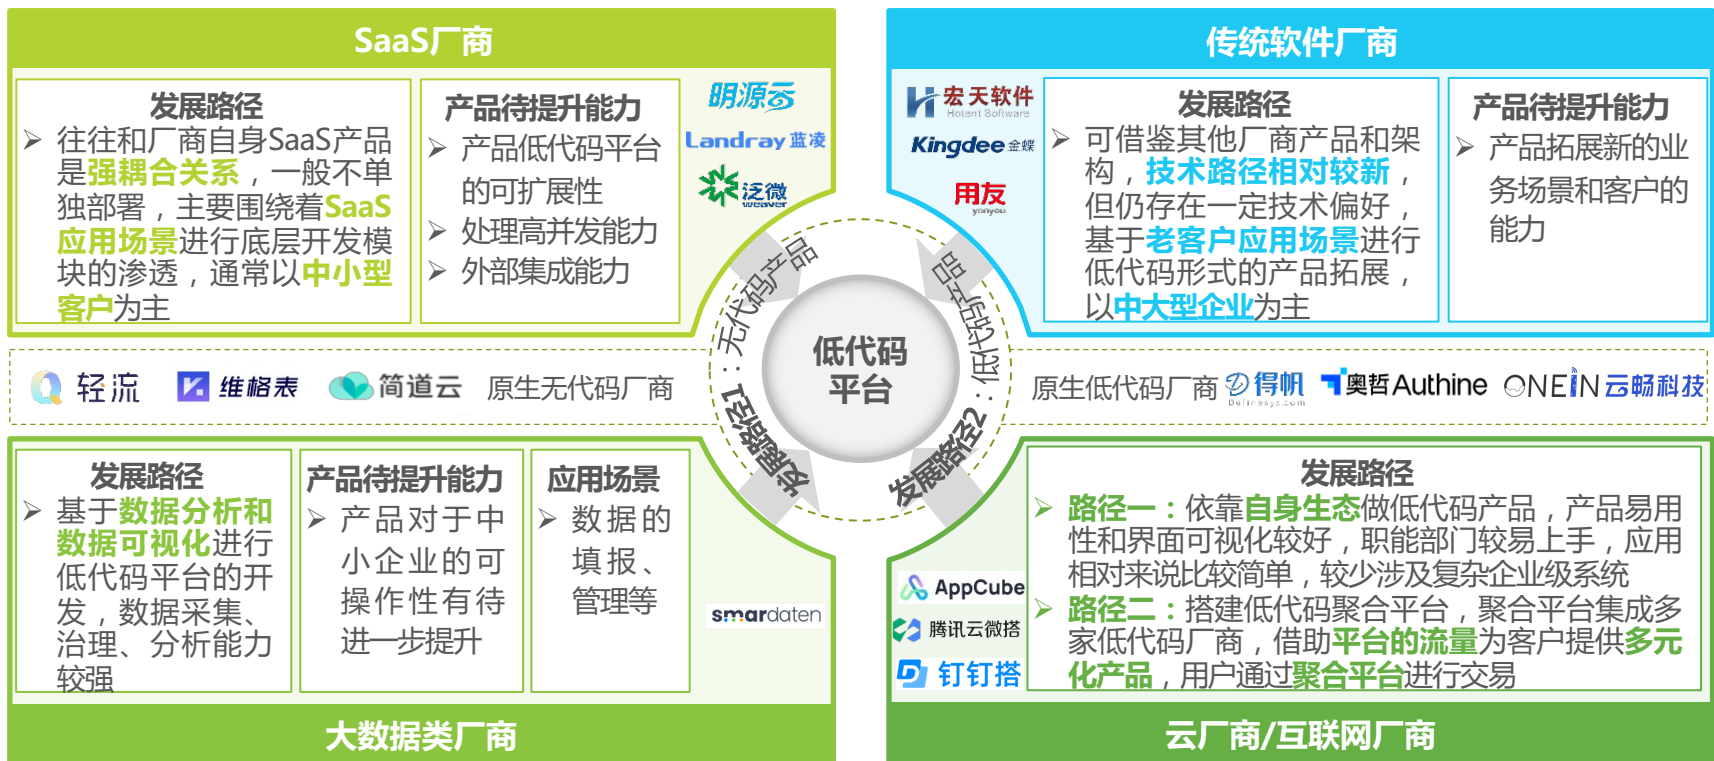 SaaS厂商
发展路径
往往和厂商自身SaaS产品
是强耦合关系，一般不单
独部署，主要围绕着SaaS
应用场景进行底层开发模
块的渗透，通常以中小型
客户为主
产品待提升能力
产品低代码平台
的可扩展性
处理高并发能力
外部集成能力
明源云
Landray 蓝凌
泛微
weaver
传统软件厂商
宏天软件
Hotent Software
Kingdee 金蝶
用友
yonyou
发展路径
可借鉴其他厂商产品和架
构，技术路径相对较新，
但仍存在一定技术偏好，
基于老客户应用场景进行
低代码形式的产品拓展，
以中大型企业为主
产品待提升能力
产品拓展新的业
务场景和客户的
能力
轻流
维格表
简道云
原生无代码厂商
发展路径1：无代码产品
低代码
平台
发展路径2：低代码产品
原生低代码厂商
得帆
Definesys.com
奥哲Authine
ONEIN 云畅科技
发展路径
基于数据分析和
数据可视化进行
低代码平台的开
发，数据采集、
治理、分析能力
较强
产品待提升能力
产品对于中
小企业的可
操作性有待
进一步提升
应用场景
数据的
填报、
管理等
smardaten
大数据类厂商
AppCube
腾讯云微搭
钉钉搭
发展路径
路径一：依靠自身生态做低代码产品，产品易用
性和界面可视化较好，职能部门较易上手，应用
相对来说比较简单，较少涉及复杂企业级系统
路径二：搭建低代码聚合平台，聚合平台集成多
家低代码厂商，借助平台的流量为客户提供多元
化产品，用户通过聚合平台进行交易
云厂商/互联网厂商